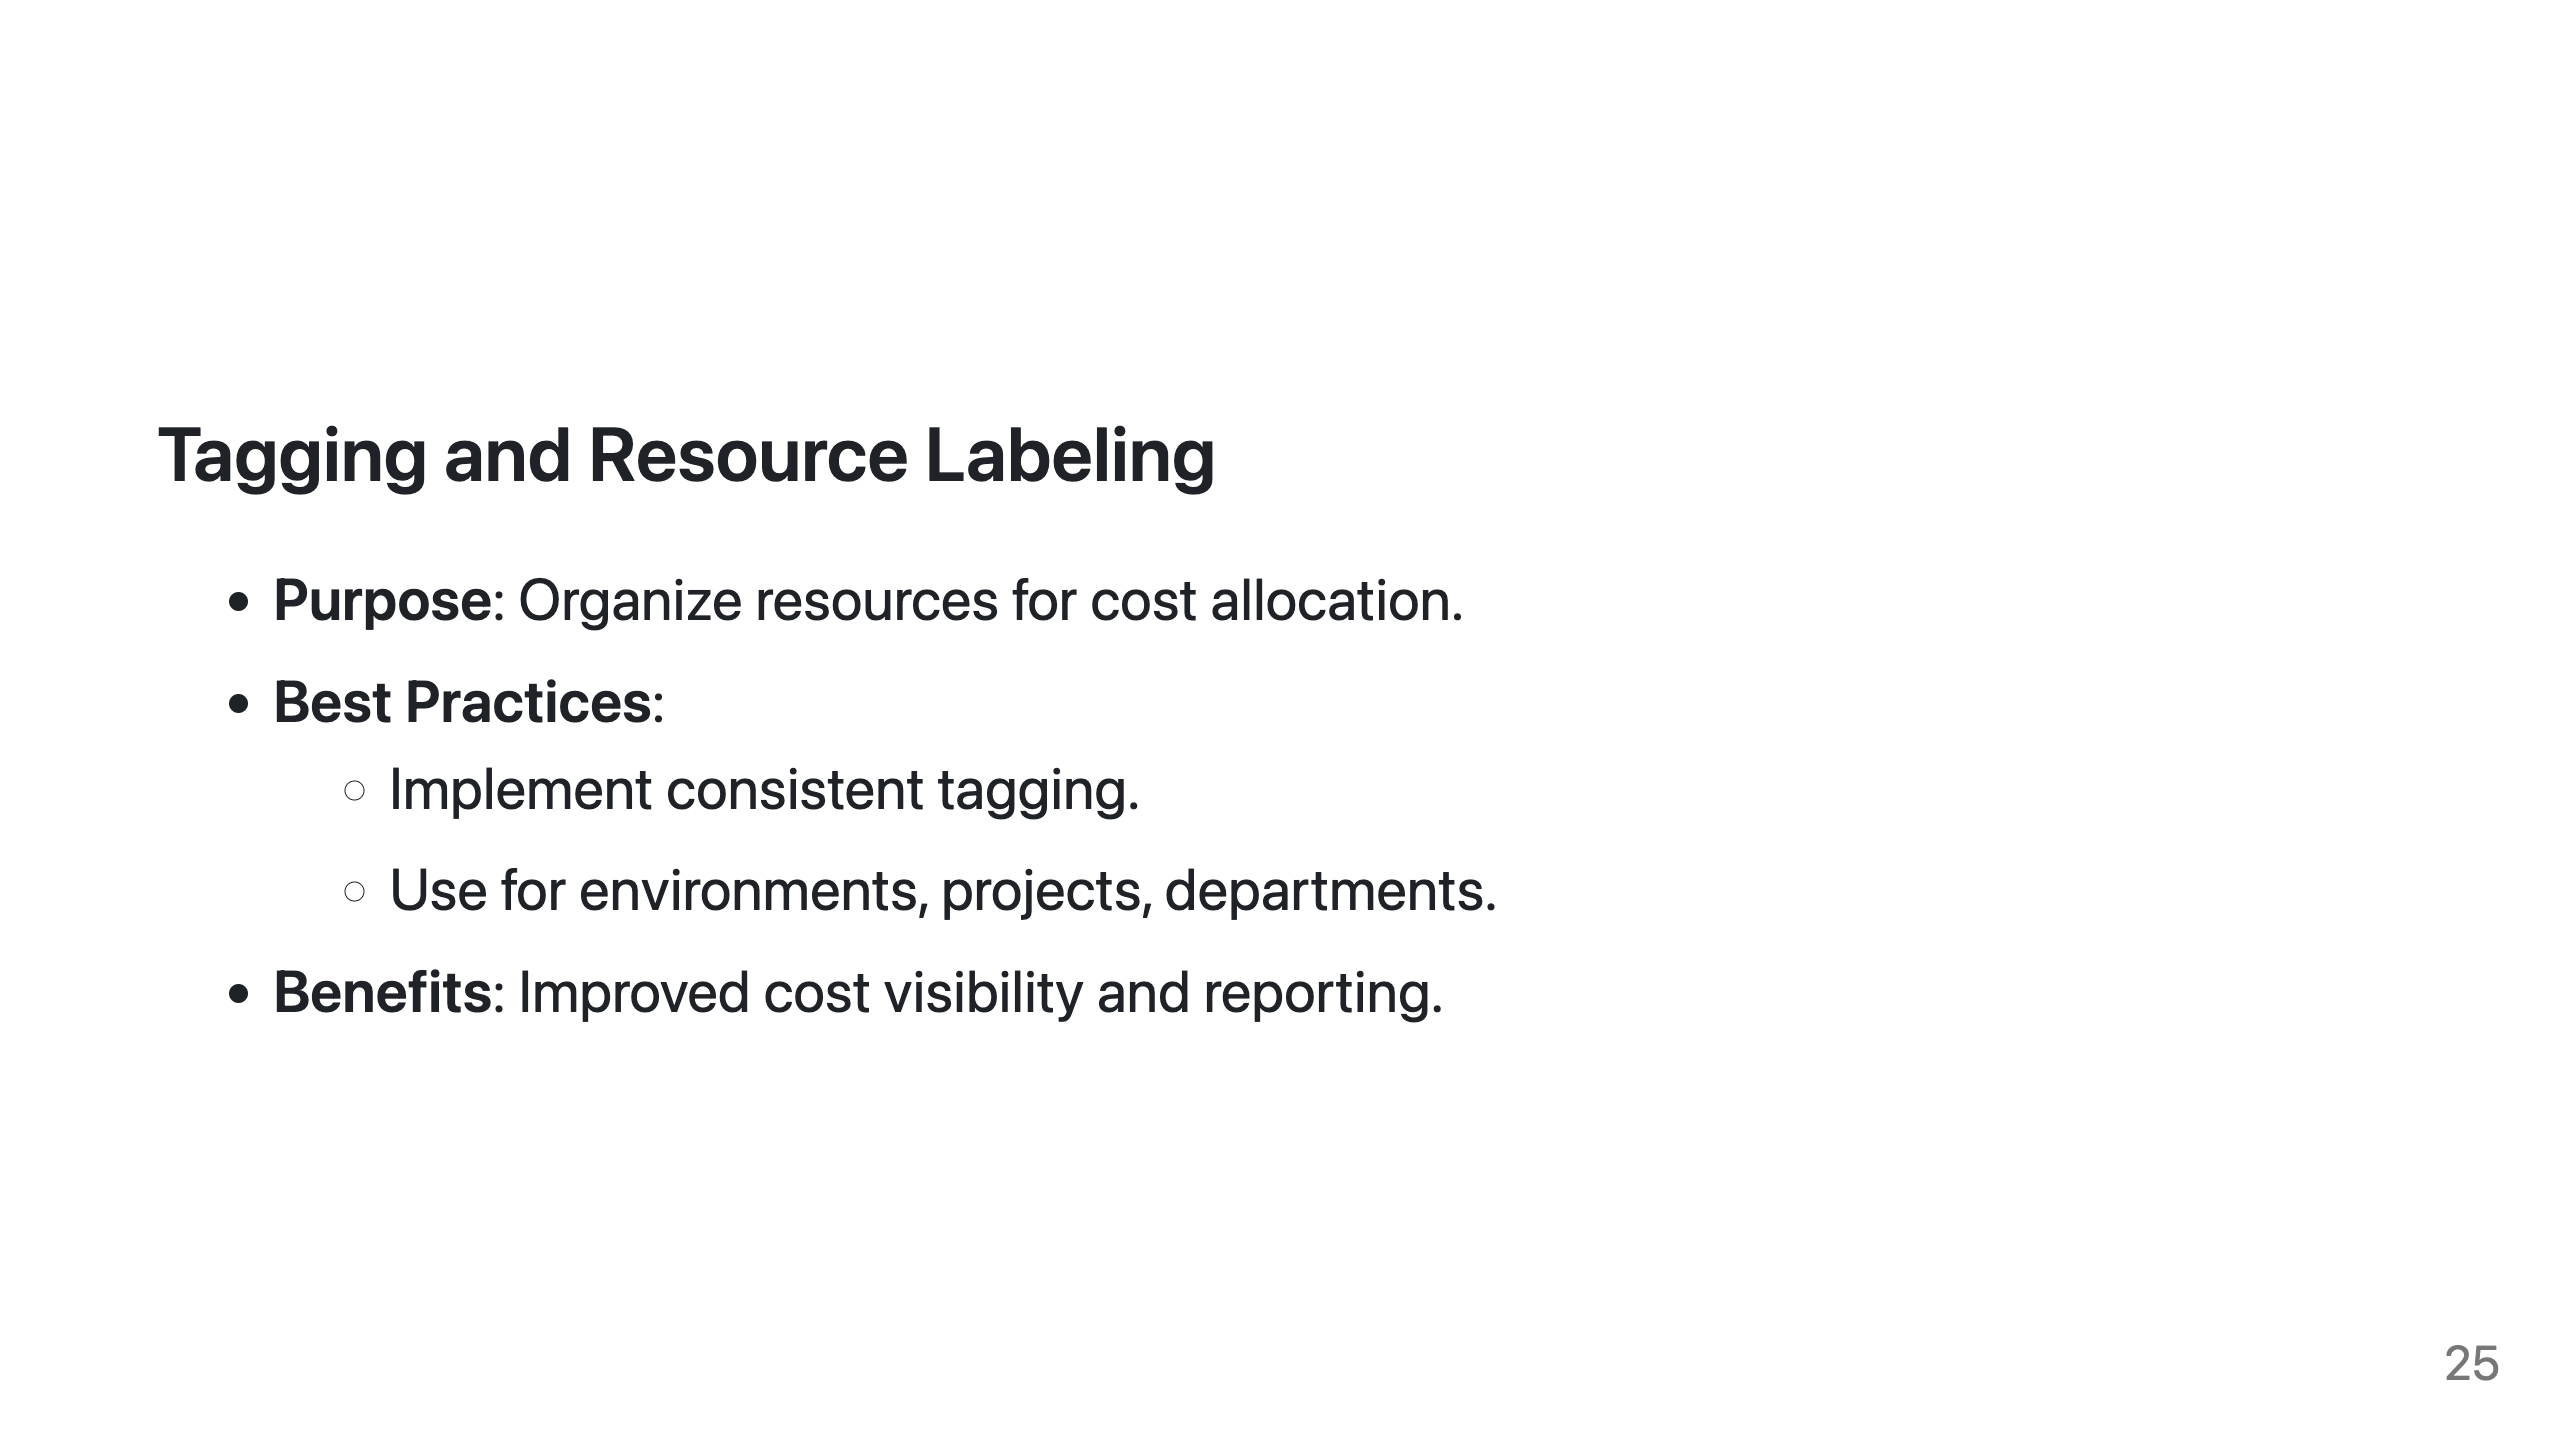 Tagging and Resource Labeling
• Purpose: Organize resources for cost allocation.
• Best Practices:
○ Implement consistent tagging.
○ Use for environments, projects, departments.
• Benefits: Improved cost visibility and reporting.
25